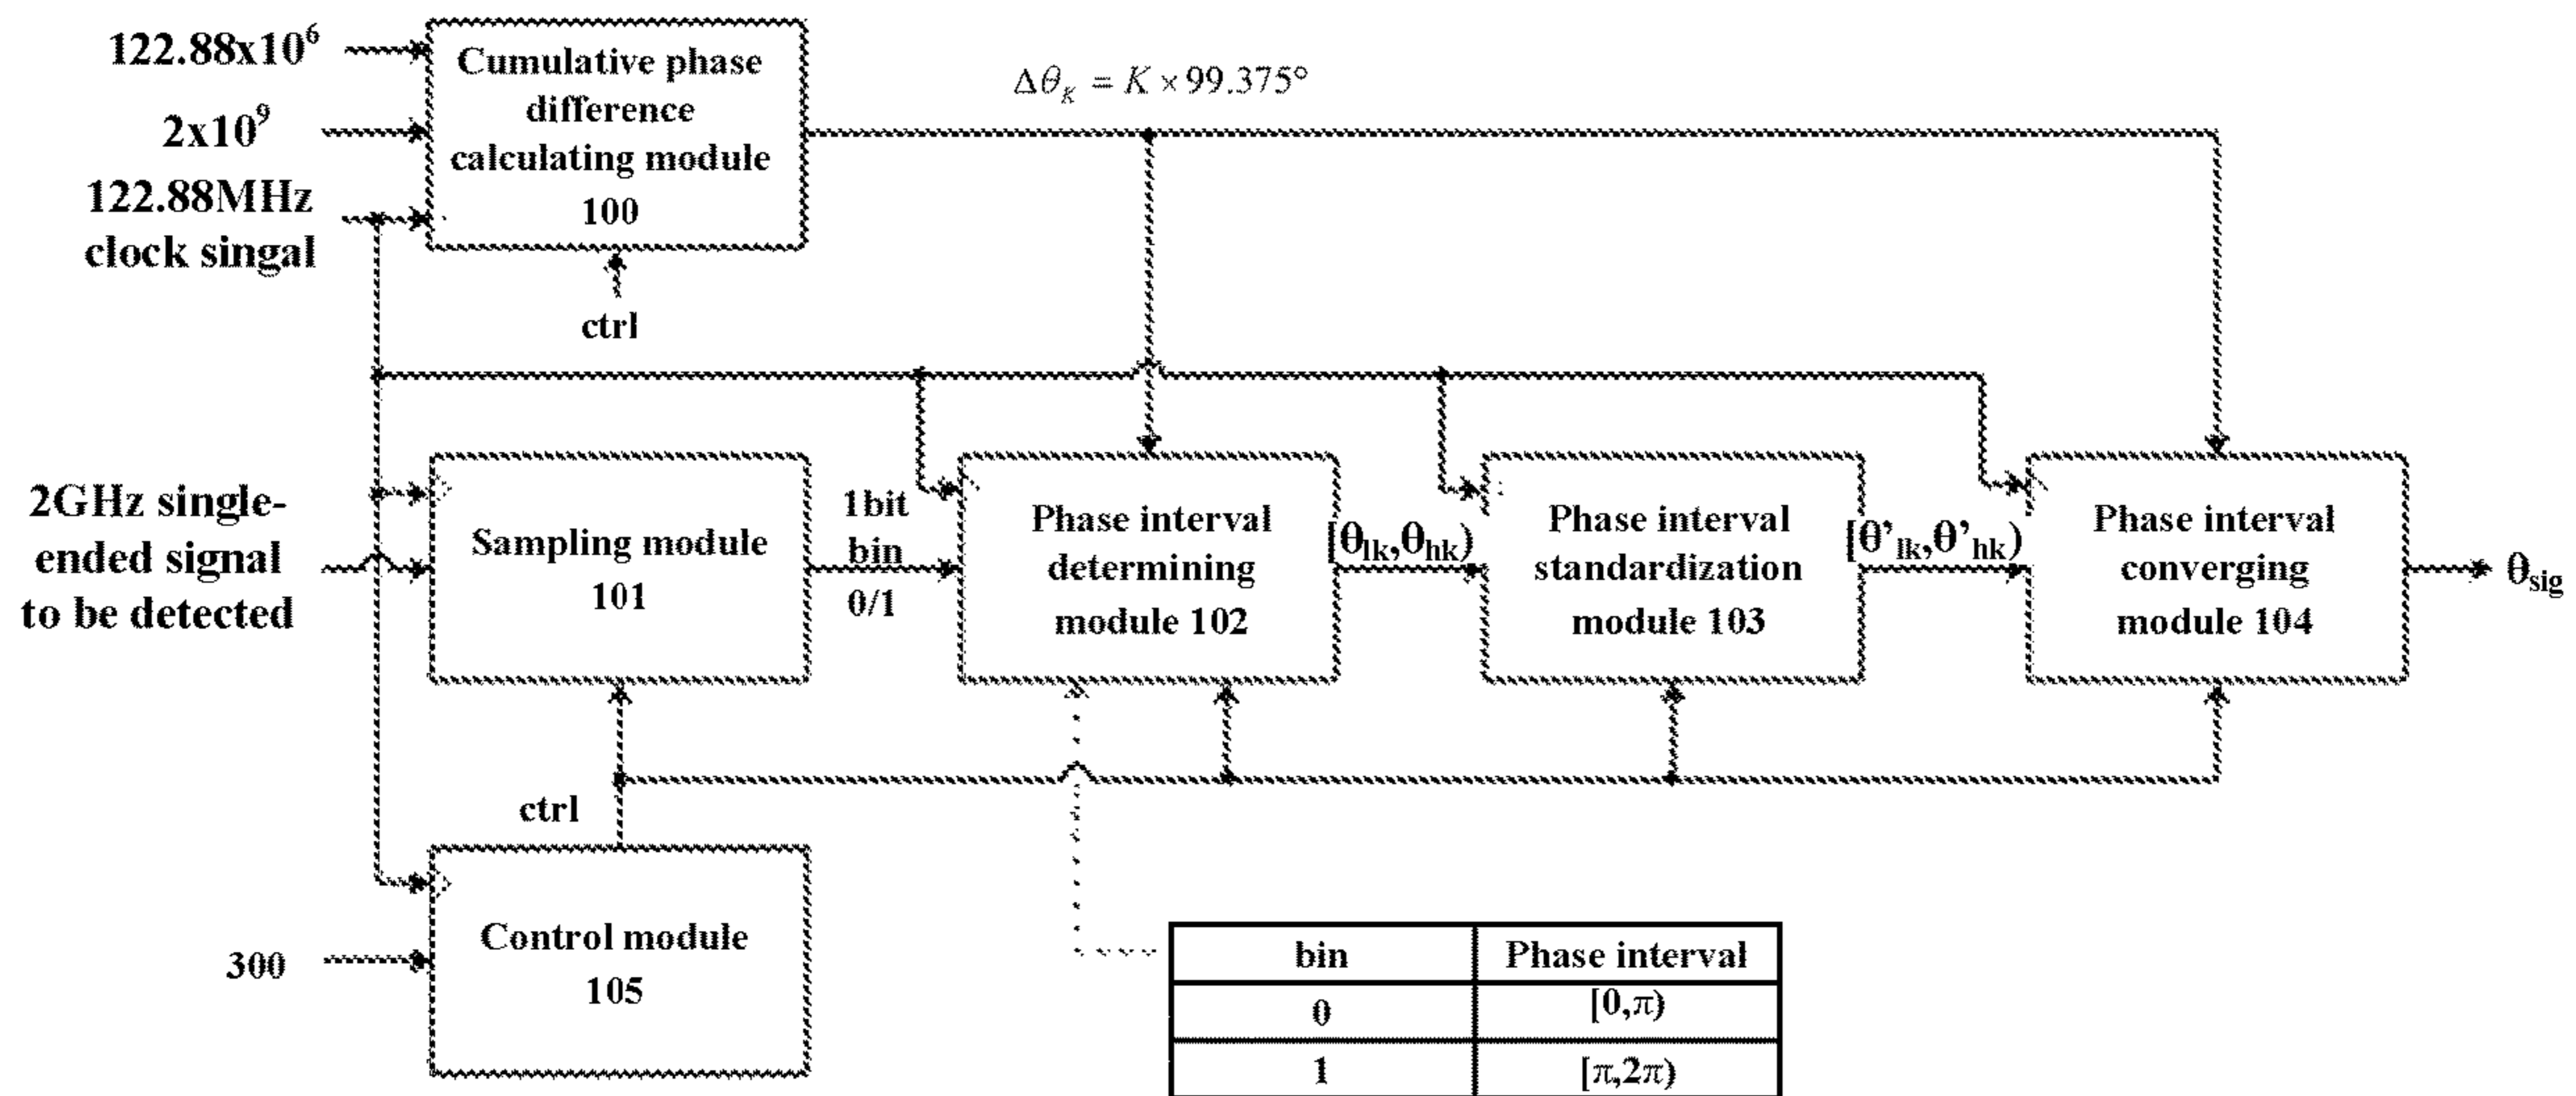 122.88x10⁶
2x10⁹
122.88MHz
clock singal
Cumulative phase
difference
calculating module
100
Δθ_K = K × 99.375°
ctrl
2GHz single-
ended signal
to be detected
Sampling module
101
1bit
bin
0/1
Phase interval
determining
module 102
[θ_lk,θ_hk)
Phase interval
standardization
module 103
[θ'_lk,θ'_hk)
Phase interval
converging
module 104
θ_sig
ctrl
300
Control module
105
bin Phase interval
0 [0,π)
1 [π,2π)